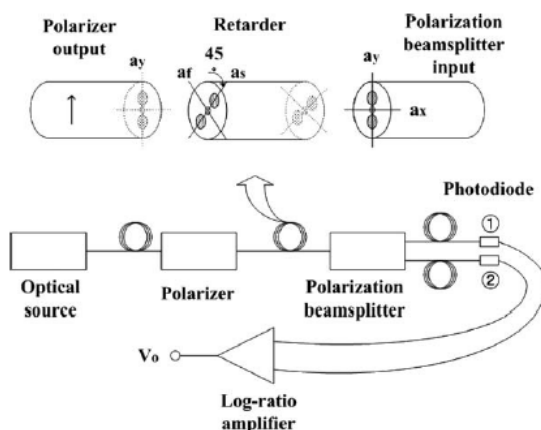 Polarizer
output
Retarder
Polarization
beamsplitter
input
ay
45
°
af
as
ay
ax
Photodiode
①
②
Optical
source
Polarizer
Polarization
beamsplitter
Vo
Log-ratio
amplifier